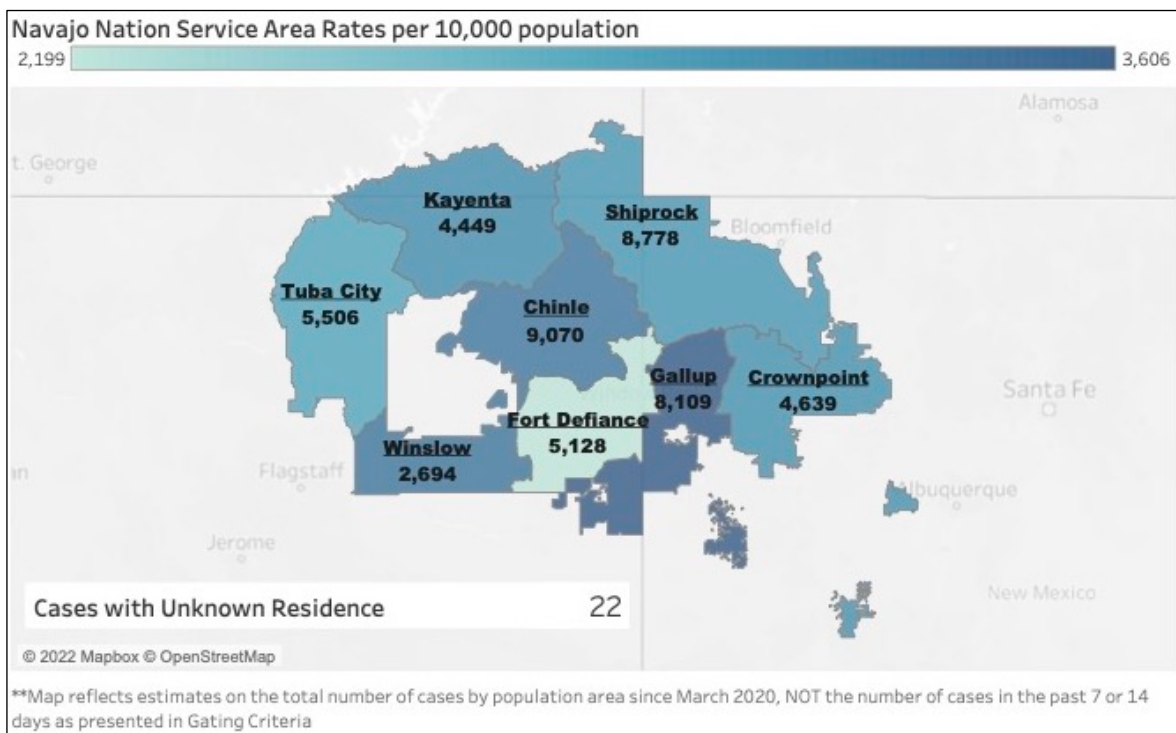 Navajo Nation Service Area Rates per 10,000 population
2,199
3,606
Alamosa
t. George
Kayenta
4,449
Shiprock
8,778
Bloomfield
Tuba City
5,506
Chinle
9,070
Gallup
8,109
Crownpoint
4,639
Santa Fe
Fort Defiance
5,128
Winslow
2,694
Flagstaff
Albuquerque
Jerome
Cases with Unknown Residence 22
New Mexico
© 2022 Mapbox © OpenStreetMap
**Map reflects estimates on the total number of cases by population area since March 2020, NOT the number of cases in the past 7 or 14
days as presented in Gating Criteria